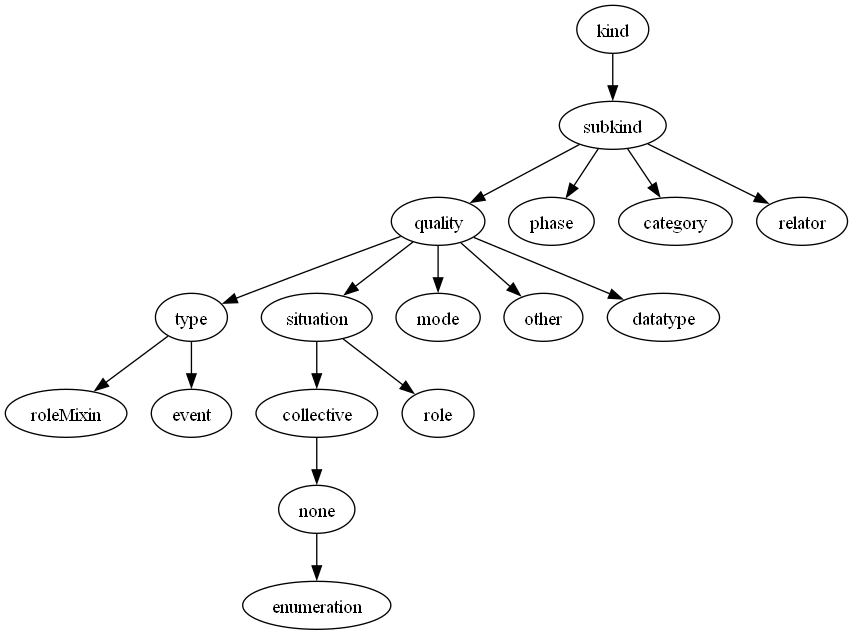 kind
subkind
quality
phase
category
relator
type
situation
mode
other
datatype
roleMixin
event
collective
role
none
enumeration